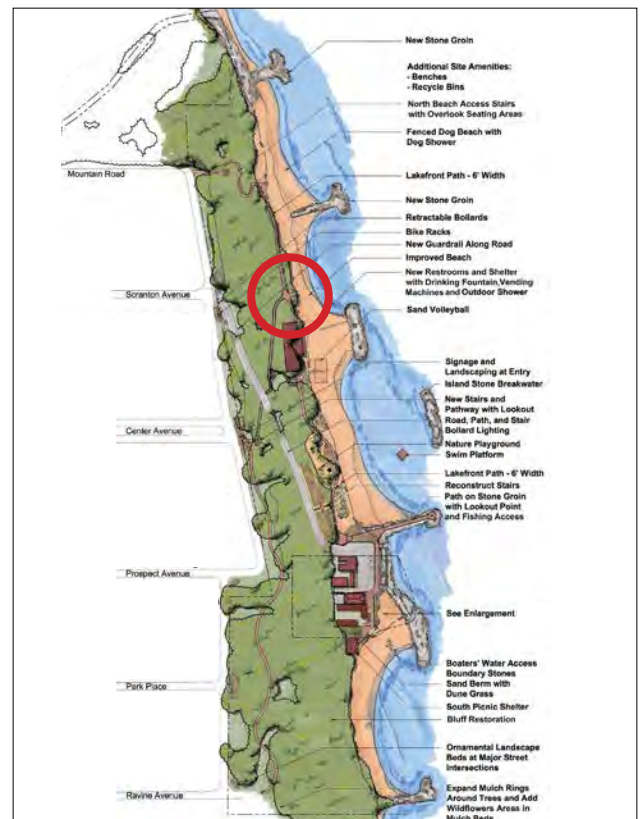 New Stone Groin
Additional Site Amenities:
- Benches
- Recycle Bins
North Beach Access Stairs
with Overlook Seating Areas
Fenced Dog Beach with
Dog Shower
Mountain Road
Lakefront Path - 6' Width
New Stone Groin
Retractable Bollards
Bike Racks
New Guardrail Along Road
Improved Beach
New Restrooms and Shelter
with Drinking Fountain, Vending
Machines and Outdoor Shower
Scranton Avenue
Sand Volleyball
Signage and
Landscaping at Entry
Island Stone Breakwater
New Stairs and
Pathway with Lookout
Road, Path, and Stair
Bollard Lighting
Center Avenue
Nature Playground
Swim Platform
Lakefront Path - 6' Width
Reconstruct Stairs
Path on Stone Groin
with Lookout Point
and Fishing Access
Prospect Avenue
See Enlargement
Boaters' Water Access
Boundary Stones
Sand Berm with
Dune Grass
Park Place
South Picnic Shelter
Bluff Restoration
Ornamental Landscape
Beds at Major Street
Intersections
Ravine Avenue
Expand Mulch Rings
Around Trees and Add
Wildflowers Areas in
Mulch Beds